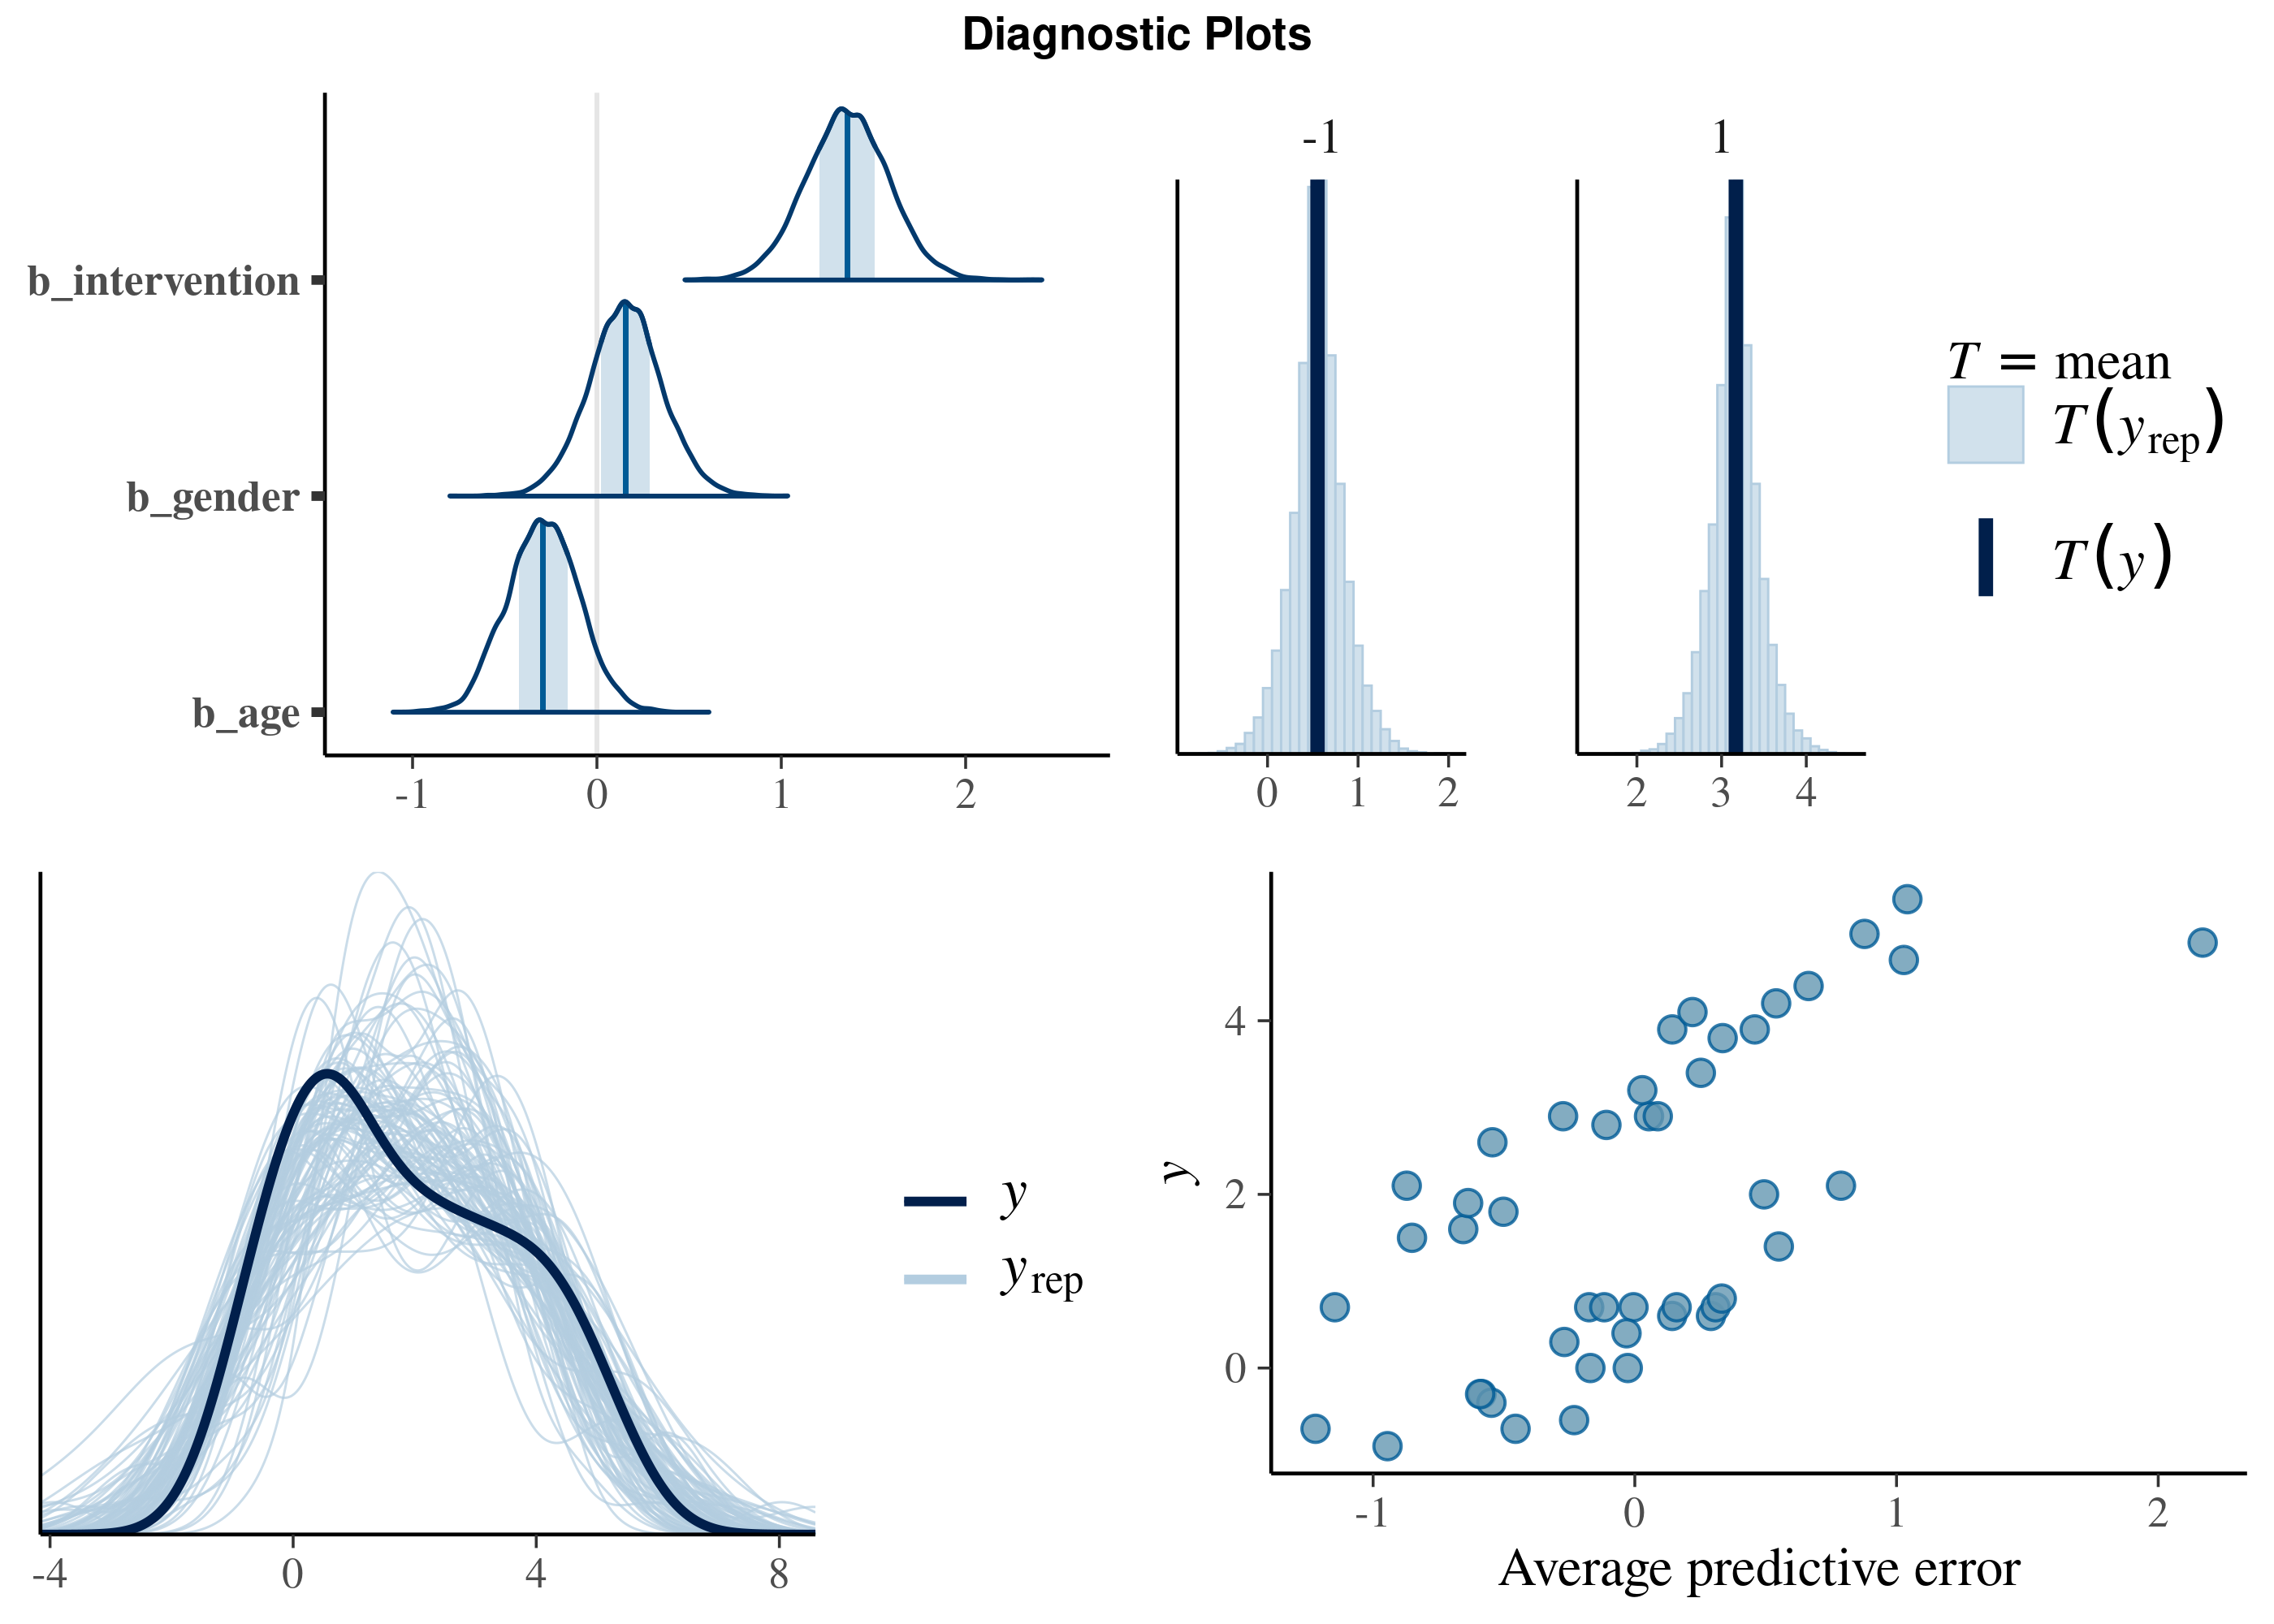 Diagnostic Plots
b_intervention
b_gender
b_age
-1 0 1 2
-1 1
0 1 2
2 3 4
T = mean
T(yrep)
T(y)
y
yrep
-4 0 4 8
y
4
2
0
-1 0 1 2
Average predictive error